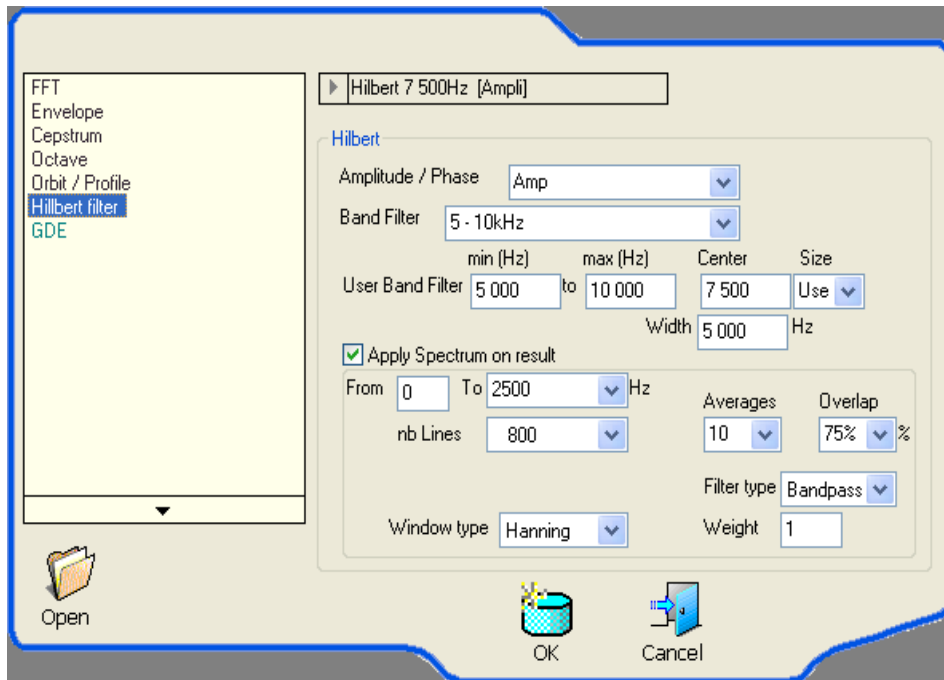 FFT
Envelope
Cepstrum
Octave
Orbit / Profile
Hillbert filter
GDE
Open
Hilbert 7 500Hz [Ampli]
Hilbert
Amplitude / Phase Amp
Band Filter 5 - 10kHz
min (Hz) max (Hz) Center Size
User Band Filter 5 000 to 10 000 7 500 Use
Width 5 000 Hz
Apply Spectrum on result
From 0 To 2500 Hz
Averages Overlap
nb Lines 800 10 75% %
Filter type Bandpass
Window type Hanning Weight 1
OK Cancel